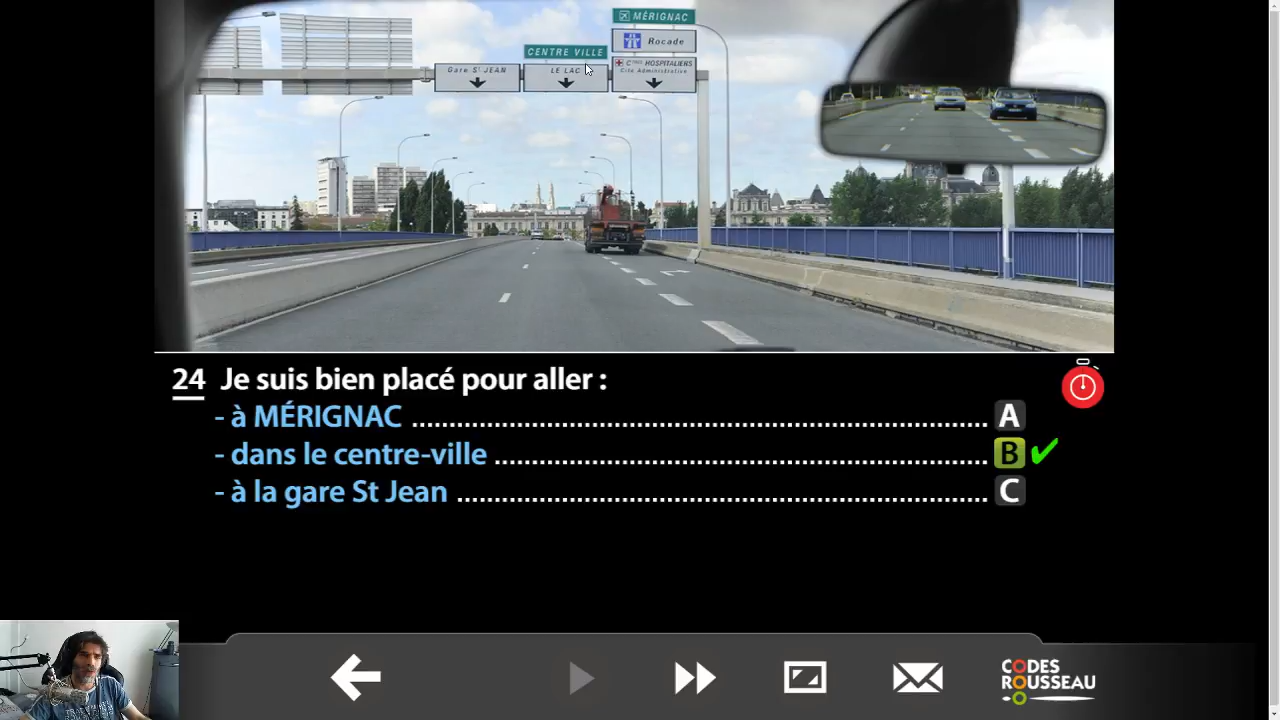 MÉRIGNAC
Rocade
CENTRE VILLE
Gare St JEAN
LE LAC
Ctres HOSPITALIERS
Cité Administrative
24 Je suis bien placé pour aller :
- à MÉRIGNAC ........................................ A
- dans le centre-ville ........................................ B ✔
- à la gare St Jean ........................................ C
CODES
ROUSSEAU